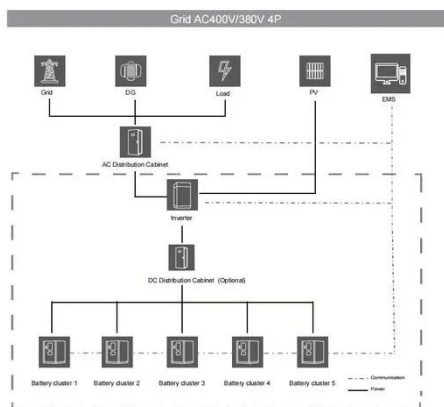 Grid AC400V/380V 4P
Grid
DG
Load
PV
EMS
AC Distribution Cabinet
Inverter
DC Distribution Cabinet (Optional)
Battery cluster 1
Battery cluster 2
Battery cluster 3
Battery cluster 4
Battery cluster 5
Communication
Power